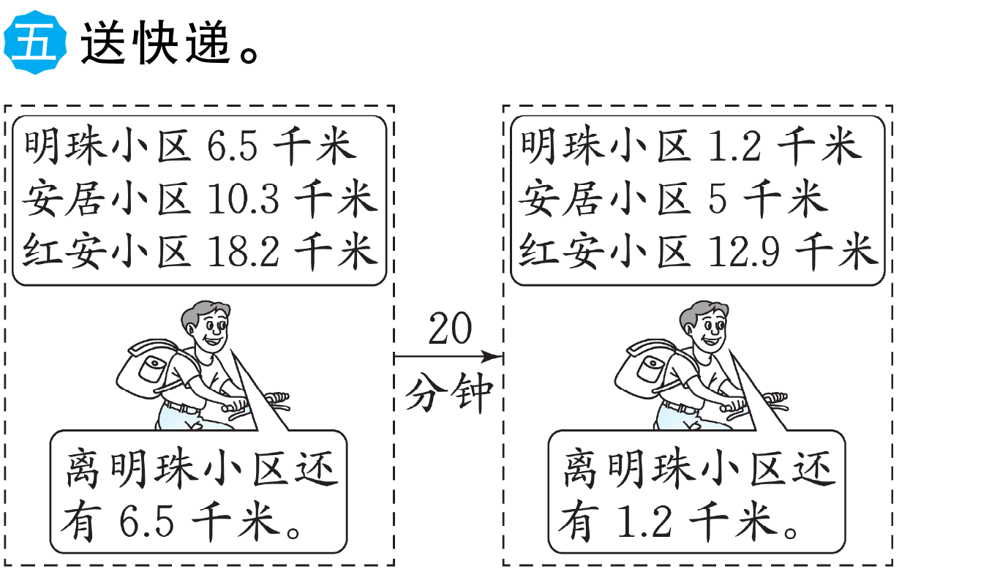 五 送快递。
明珠小区 6.5 千米
安居小区 10.3 千米
红安小区 18.2 千米
离明珠小区还
有 6.5 千米。
20
分钟
明珠小区 1.2 千米
安居小区 5 千米
红安小区 12.9 千米
离明珠小区还
有 1.2 千米。